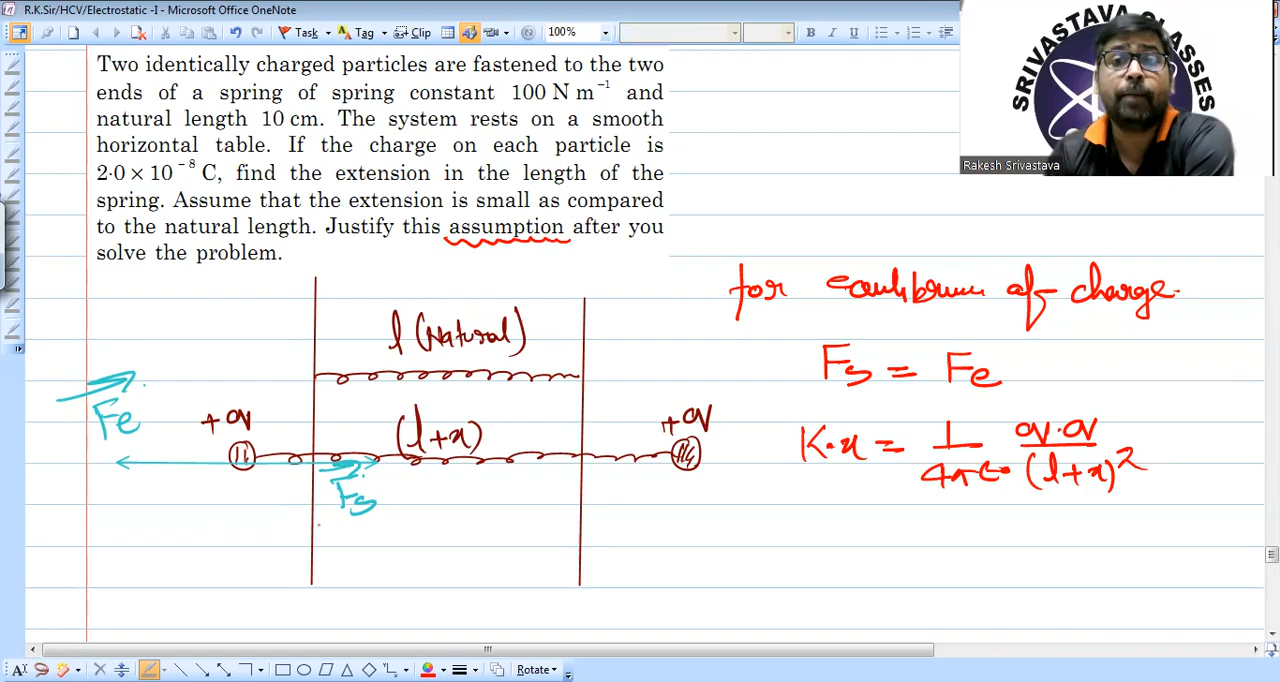 R.K.Sir/HCV/Electrostatic -I - Microsoft Office OneNote
Task Tag Clip 100% B I U
SRIVASTAVA CLASSES
Rakesh Srivastava
Two identically charged particles are fastened to the two
ends of a spring of spring constant 100 N m⁻¹ and
natural length 10 cm. The system rests on a smooth
horizontal table. If the charge on each particle is
2·0 × 10⁻⁸ C, find the extension in the length of the
spring. Assume that the extension is small as compared
to the natural length. Justify this assumption after you
solve the problem.
for equilibrium of charge.
l (Natural)
Fs = Fe
Fe
+q (l+x) +q
K·x = 1/4πε₀ q·q/(l+x)²
Fs
Rotate